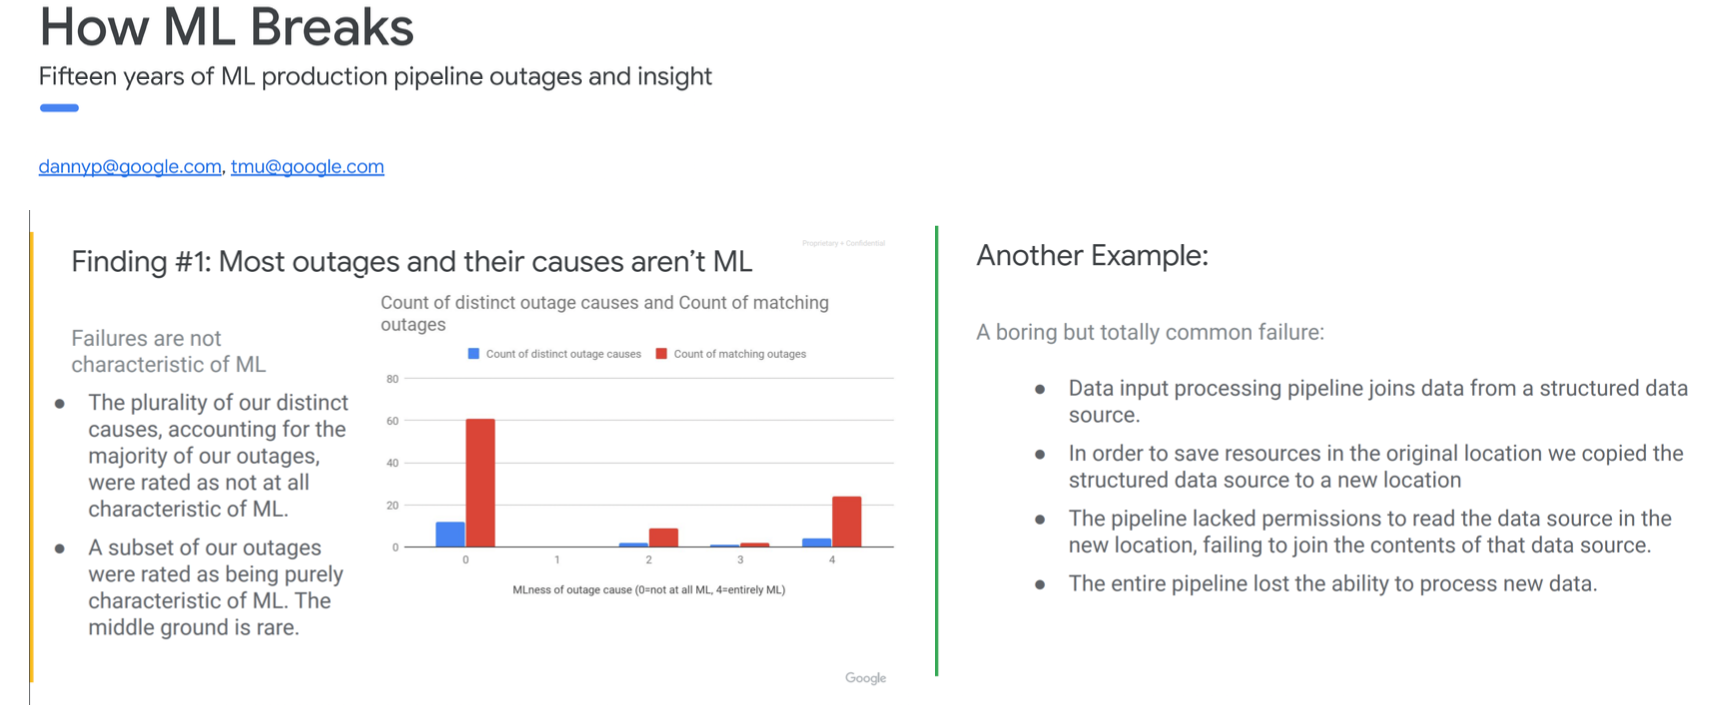 How ML Breaks
Fifteen years of ML production pipeline outages and insight
dannyp@google.com, tmu@google.com
Proprietary + Confidential
Finding #1: Most outages and their causes aren't ML
Failures are not
characteristic of ML
● The plurality of our distinct
causes, accounting for the
majority of our outages,
were rated as not at all
characteristic of ML.
● A subset of our outages
were rated as being purely
characteristic of ML. The
middle ground is rare.
Count of distinct outage causes and Count of matching
outages
Count of distinct outage causes Count of matching outages
80
60
40
20
0
0 1 2 3 4
MLness of outage cause (0=not at all ML, 4=entirely ML)
Google
Another Example:
A boring but totally common failure:
● Data input processing pipeline joins data from a structured data
source.
● In order to save resources in the original location we copied the
structured data source to a new location
● The pipeline lacked permissions to read the data source in the
new location, failing to join the contents of that data source.
● The entire pipeline lost the ability to process new data.